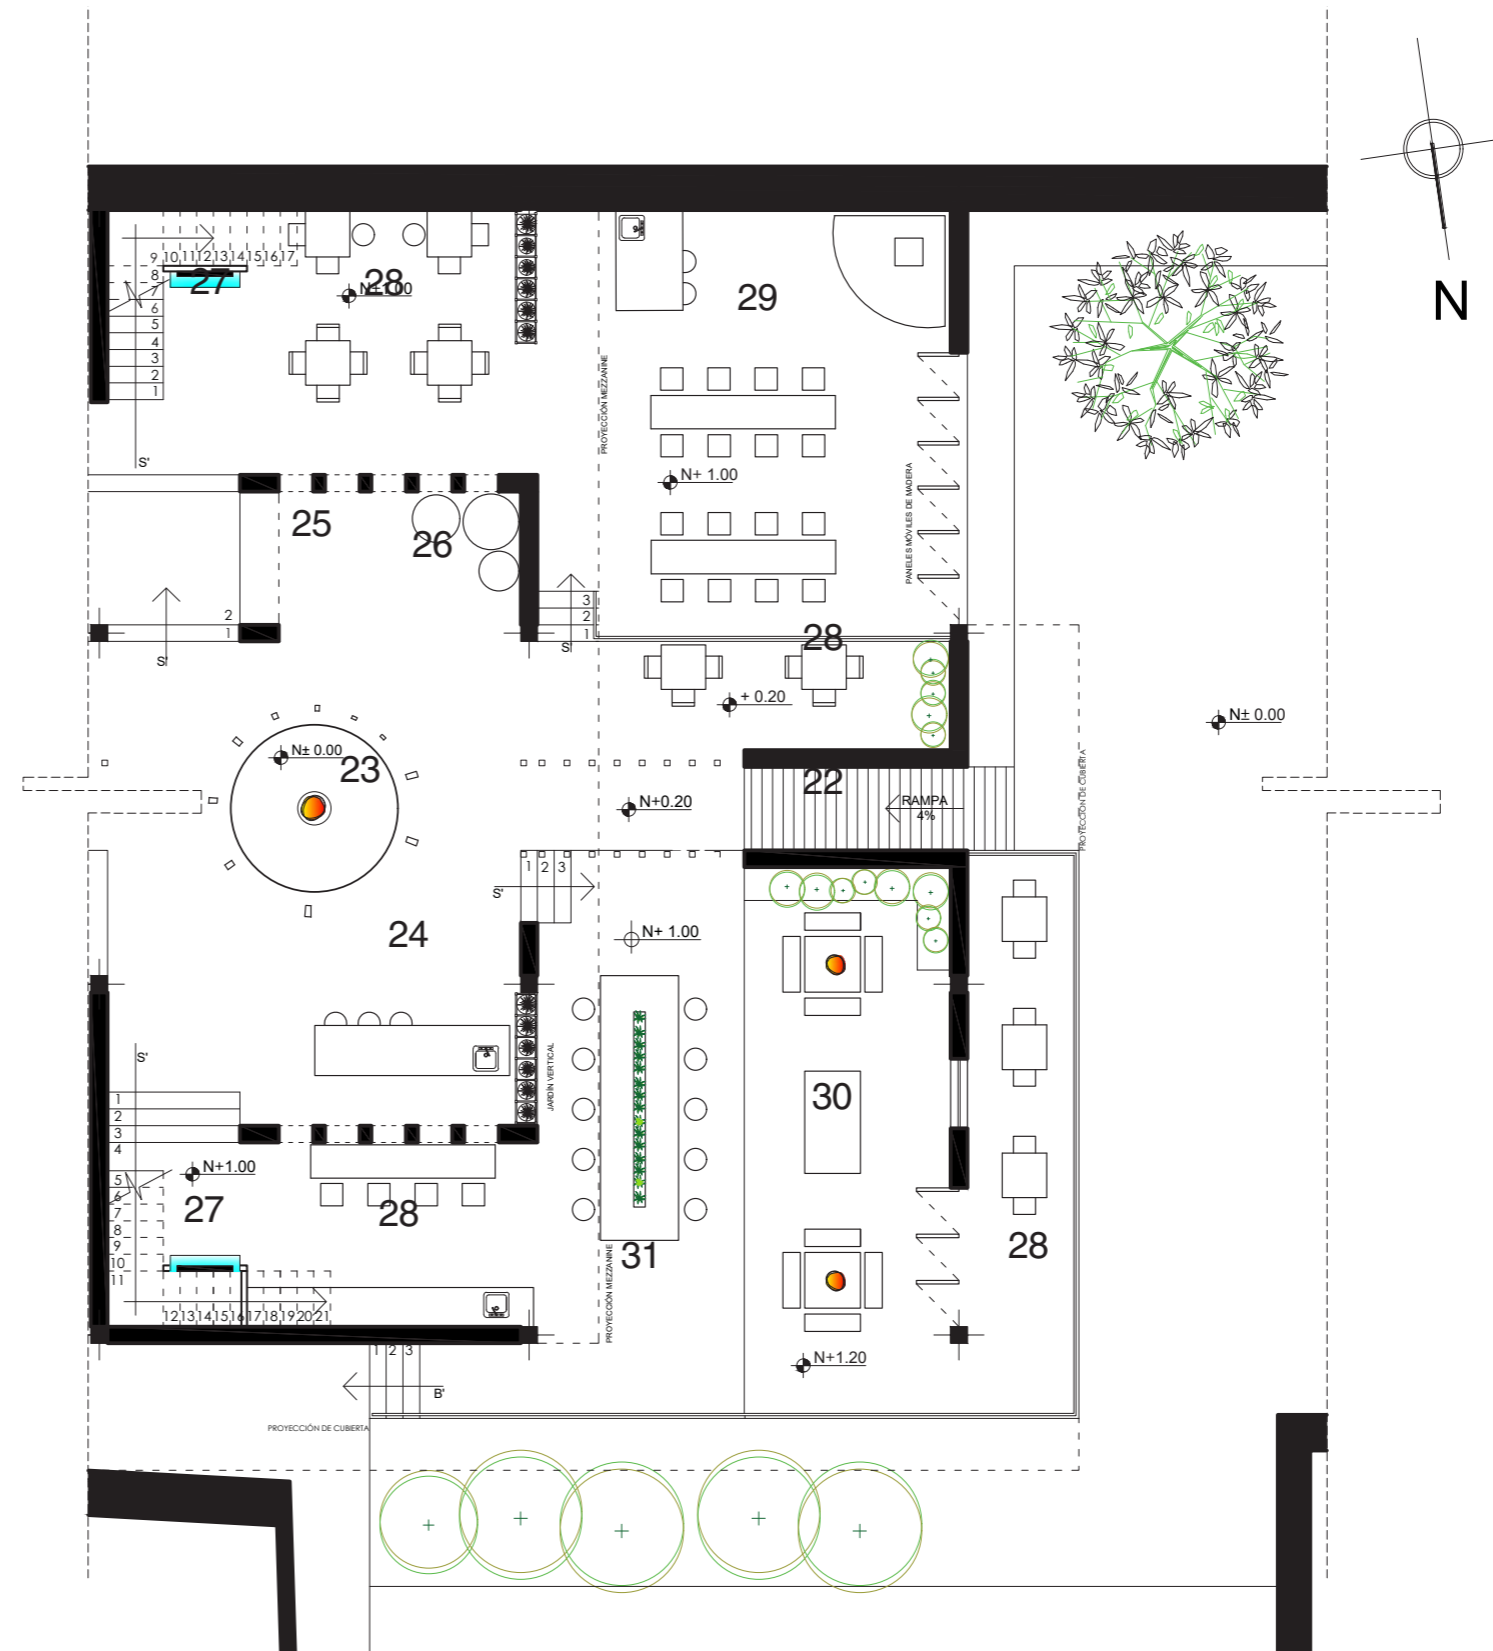 N
9 10 11 12 13 14 15 16 17
8
7
6
5
4
3
2
1
S'
27
28
N+1.00
29
PROYECCIÓN MEZZANINE
N+ 1.00
PANELES MÓVILES DE MADERA
25
26
2
1
S'
3
2
1
S'
28
+ 0.20
N± 0.00
N± 0.00
23
22
N+0.20
RAMPA
4%
PROYECCIÓN DE CUBIERTA
1 2 3
S'
24
N+ 1.00
S'
JARDÍN VERTICAL
30
1
2
3
4
5
6
7
8
9
10
11
N+1.00
27
28
31
28
12 13 14 15 16 17 18 19 20 21
PROYECCIÓN MEZZANINE
N+1.20
1 2 3
B'
PROYECCIÓN DE CUBIERTA